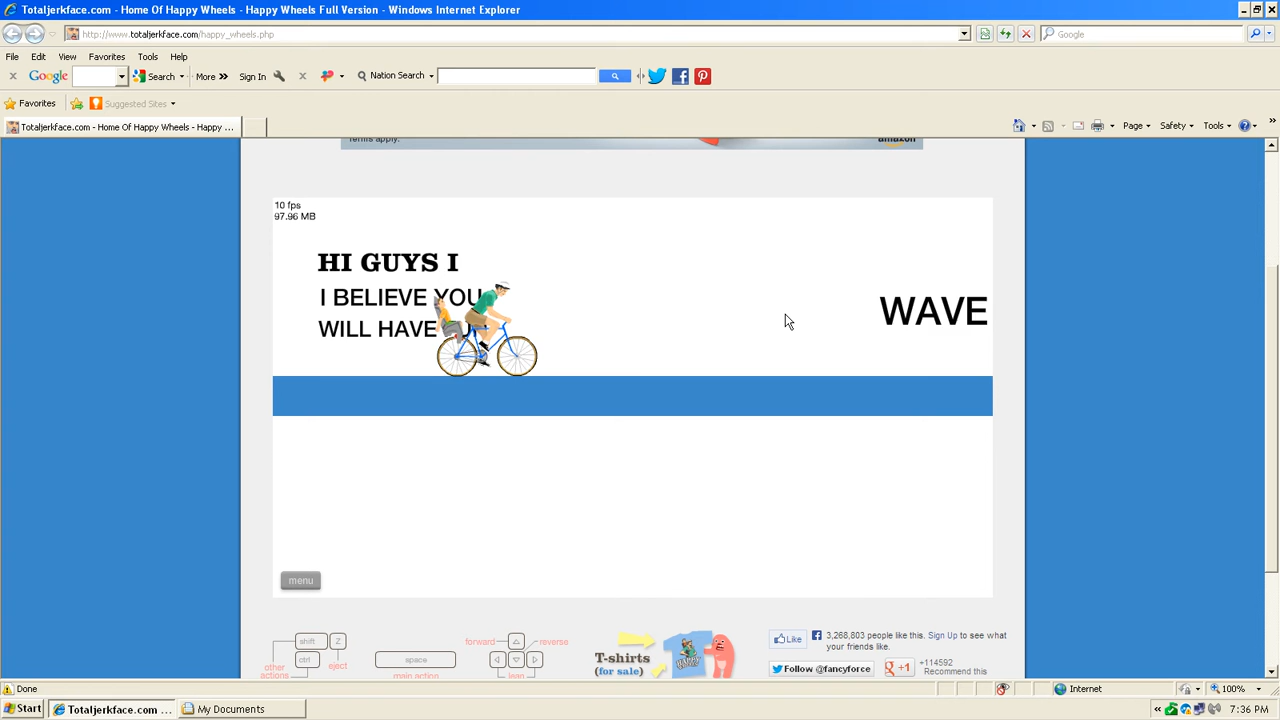 Totaljerkface.com - Home Of Happy Wheels - Happy Wheels Full Version - Windows Internet Explorer
http://www.totaljerkface.com/happy_wheels.php
Google
File Edit View Favorites Tools Help
Google Search More » Sign In Nation Search
Favorites Suggested Sites
Totaljerkface.com - Home Of Happy Wheels - Happy ...
Page Safety Tools
Terms apply. amazon
10 fps
97.96 MB
HI GUYS I
I BELIEVE YOU
WILL HAVE
WAVE
menu
shift Z
ctrl
eject
other
actions
space
main action
forward reverse
lean
T-shirts
(for sale)
HAPPY
Like 3,268,803 people like this. Sign Up to see what
your friends like.
Follow @fancyforce +1 +114592
Recommend this
Done Internet 100%
Start Totaljerkface.com ... My Documents 7:36 PM